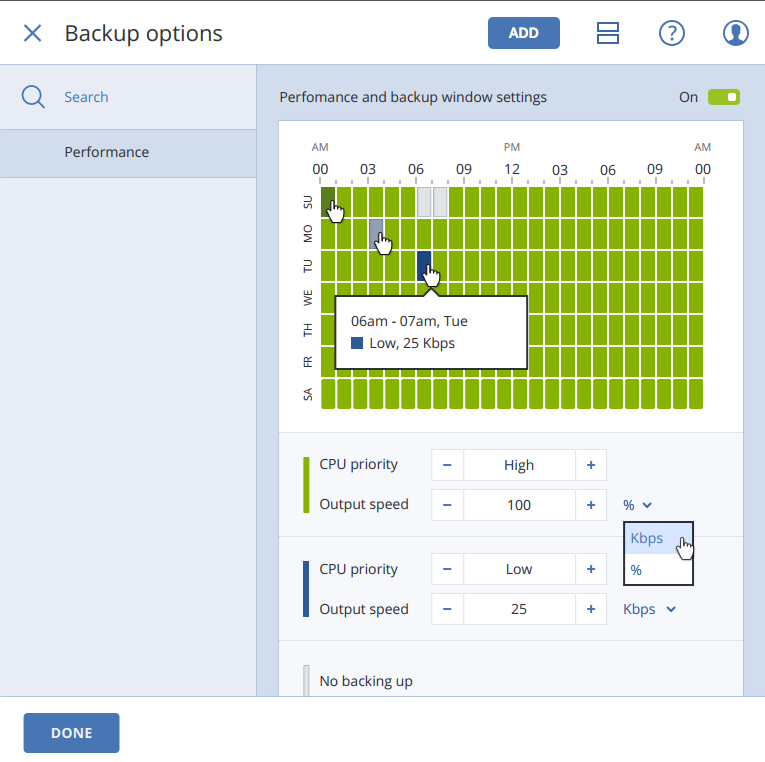 Backup options
ADD
?
Search
Performance
Perfomance and backup window settings
On
AM PM AM
00 03 06 09 12 03 06 09 00
SU
MO
TU
WE
TH
FR
SA
06am - 07am, Tue
Low, 25 Kbps
CPU priority − High +
Output speed − 100 + %
Kbps
%
CPU priority − Low +
Output speed − 25 + Kbps
No backing up
DONE